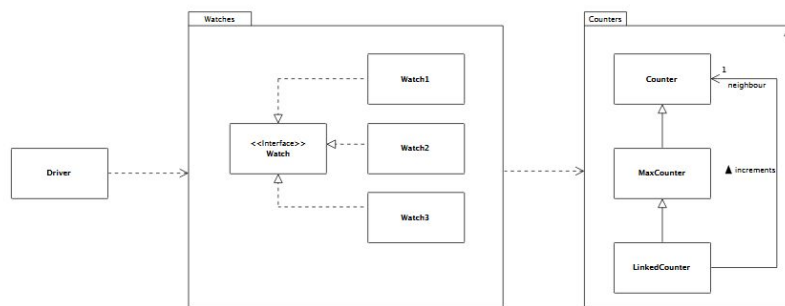 Watches
Counters
Watch1
Counter
1
neighbour
<<Interface>>
Watch
Watch2
Driver
MaxCounter
▲ increments
Watch3
LinkedCounter